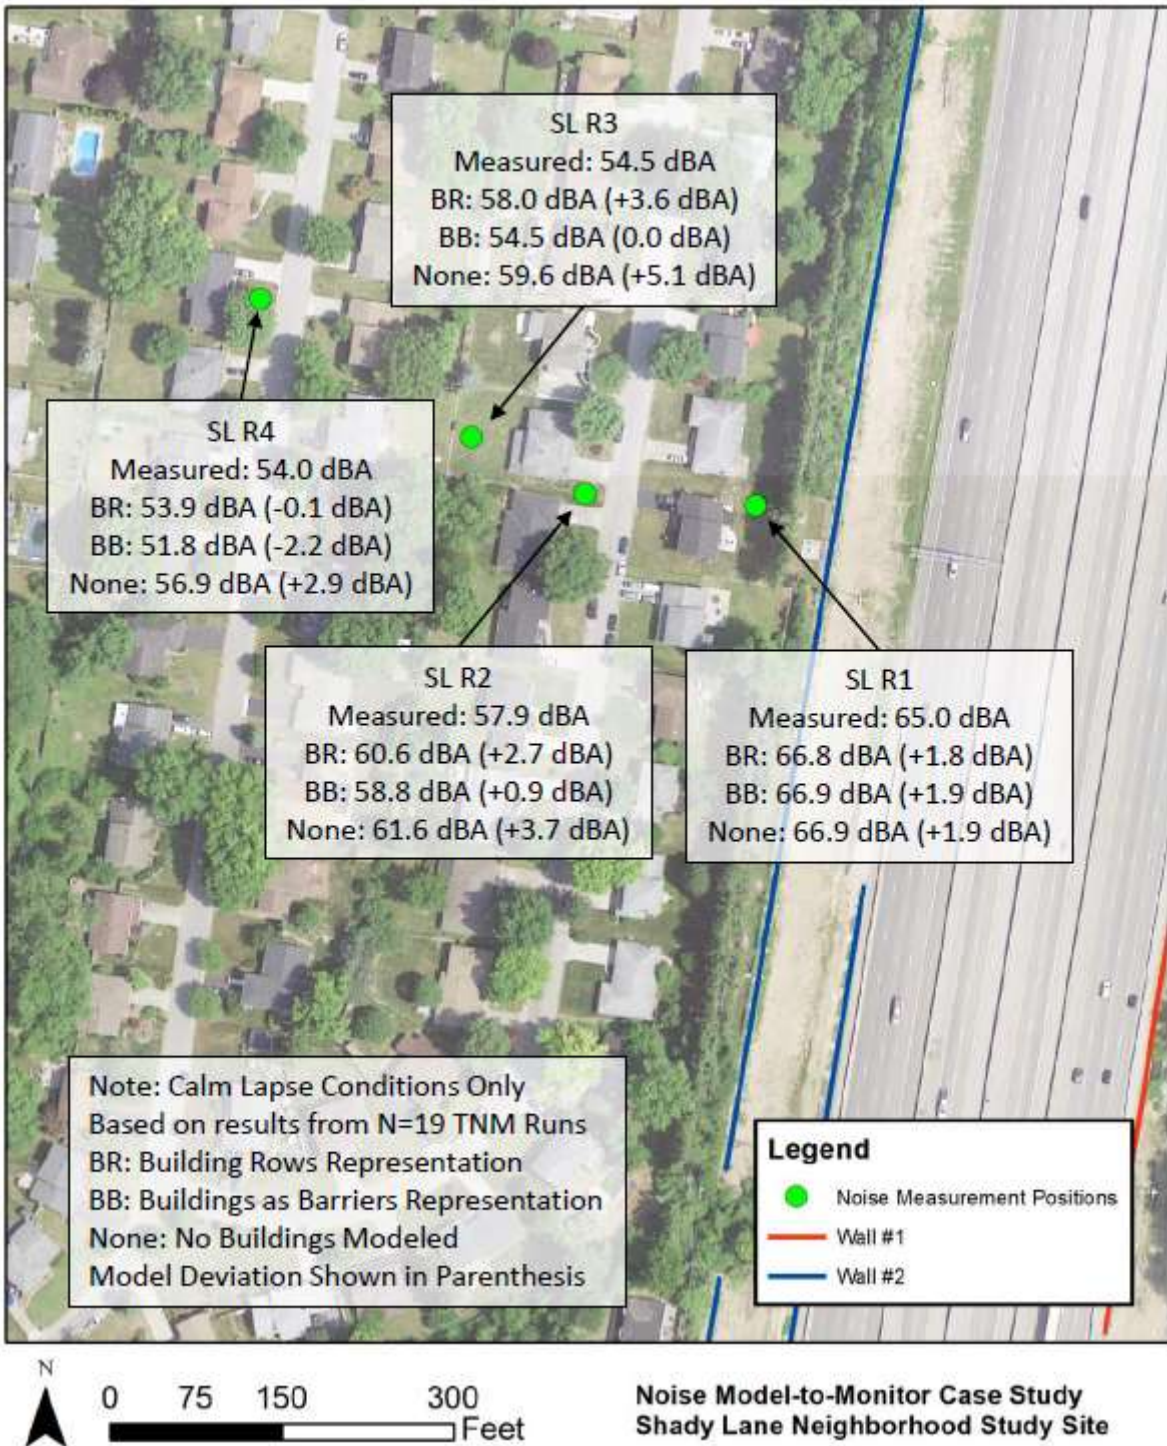 SL R3
Measured: 54.5 dBA
BR: 58.0 dBA (+3.6 dBA)
BB: 54.5 dBA (0.0 dBA)
None: 59.6 dBA (+5.1 dBA)
SL R4
Measured: 54.0 dBA
BR: 53.9 dBA (-0.1 dBA)
BB: 51.8 dBA (-2.2 dBA)
None: 56.9 dBA (+2.9 dBA)
SL R2
Measured: 57.9 dBA
BR: 60.6 dBA (+2.7 dBA)
BB: 58.8 dBA (+0.9 dBA)
None: 61.6 dBA (+3.7 dBA)
SL R1
Measured: 65.0 dBA
BR: 66.8 dBA (+1.8 dBA)
BB: 66.9 dBA (+1.9 dBA)
None: 66.9 dBA (+1.9 dBA)
Note: Calm Lapse Conditions Only
Based on results from N=19 TNM Runs
BR: Building Rows Representation
BB: Buildings as Barriers Representation
None: No Buildings Modeled
Model Deviation Shown in Parenthesis
Legend
Noise Measurement Positions
Wall #1
Wall #2
N
0 75 150 300
Feet
Noise Model-to-Monitor Case Study
Shady Lane Neighborhood Study Site